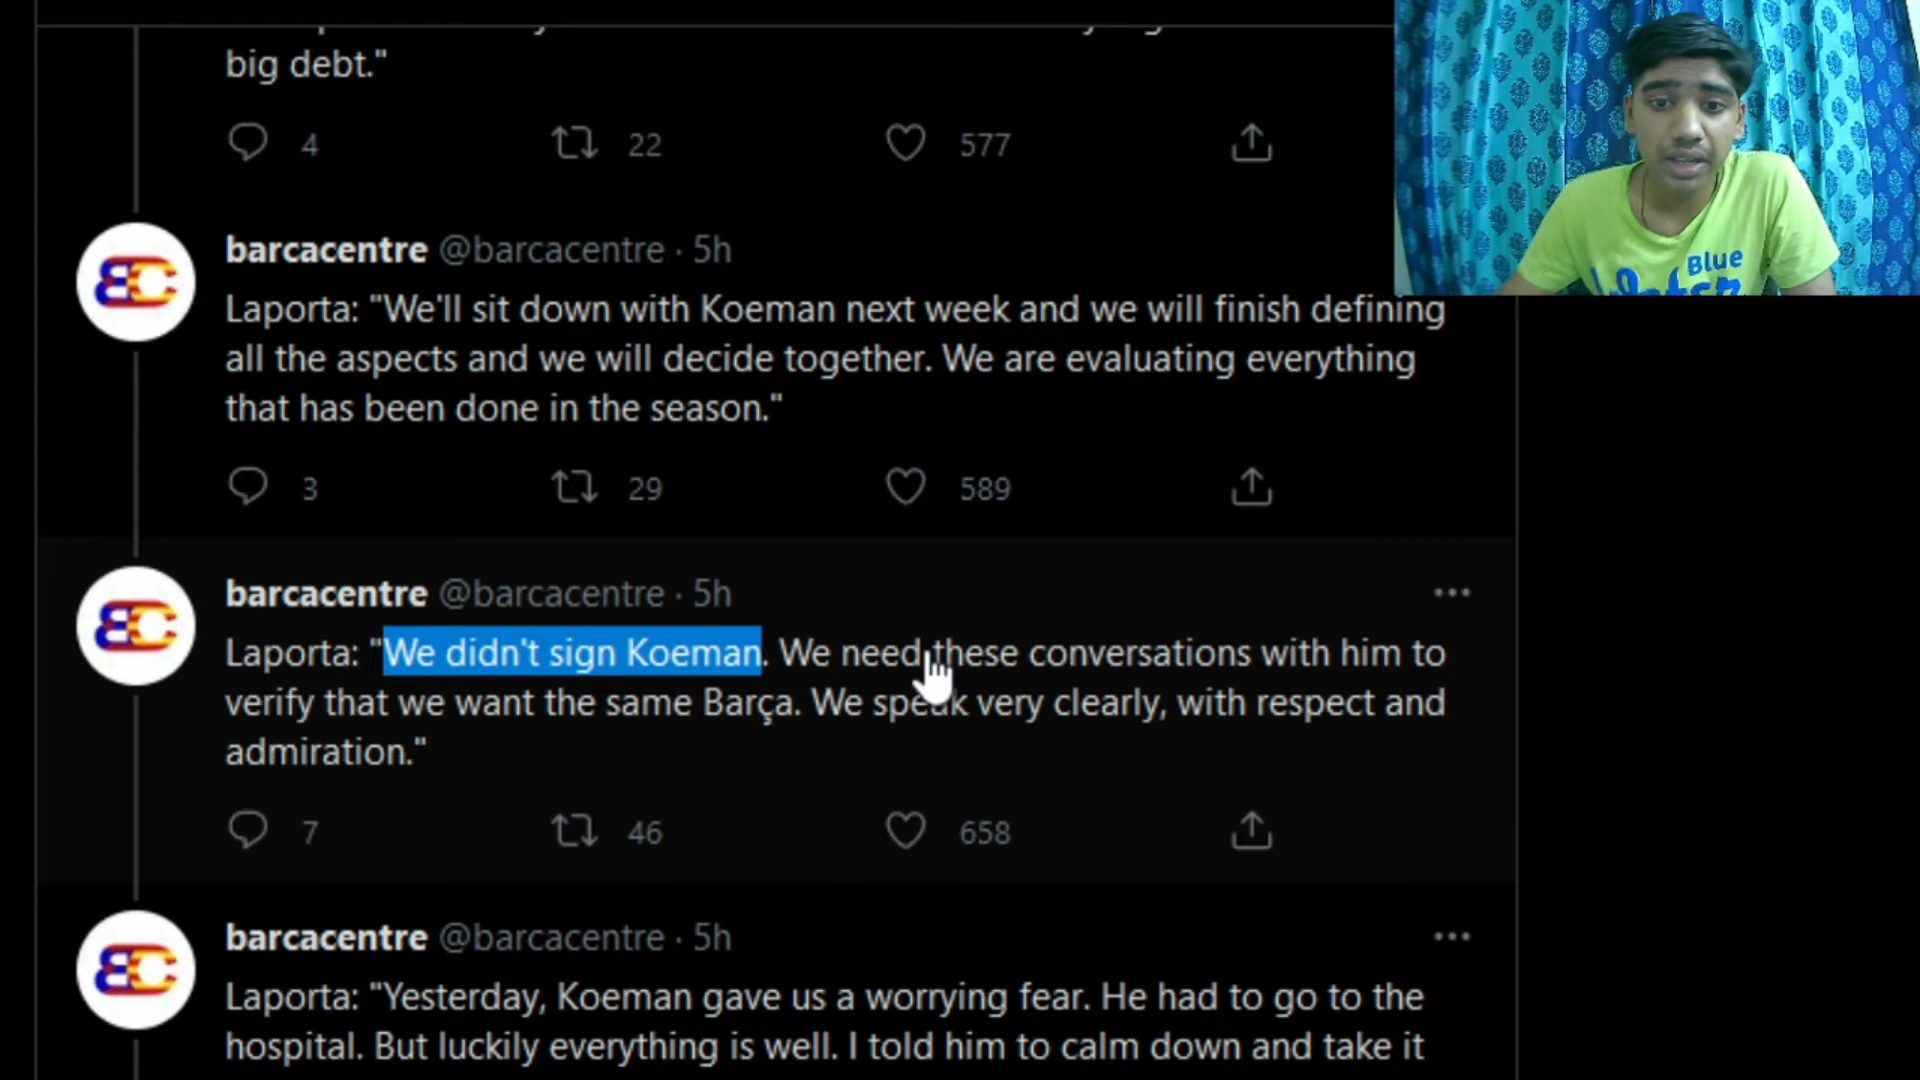 big debt."
4 22 577
barcacentre @barcacentre · 5h
Laporta: "We'll sit down with Koeman next week and we will finish defining
all the aspects and we will decide together. We are evaluating everything
that has been done in the season."
3 29 589
barcacentre @barcacentre · 5h
Laporta: "We didn't sign Koeman. We need these conversations with him to
verify that we want the same Barça. We speak very clearly, with respect and
admiration."
7 46 658
barcacentre @barcacentre · 5h
Laporta: "Yesterday, Koeman gave us a worrying fear. He had to go to the
hospital. But luckily everything is well. I told him to calm down and take it
Blue